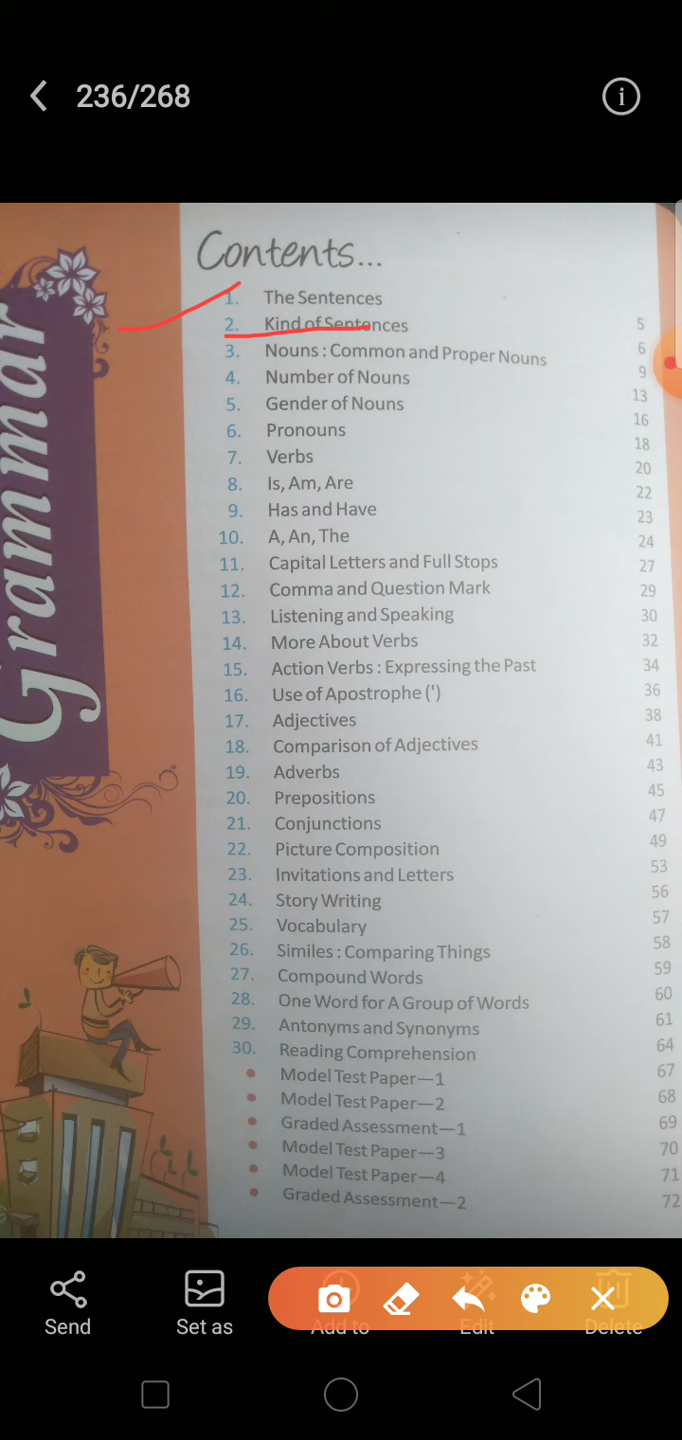 236/268
Grammar
Contents...
1. The Sentences 5
2. Kind of Sentences 6
3. Nouns : Common and Proper Nouns 9
4. Number of Nouns 13
5. Gender of Nouns 16
6. Pronouns 18
7. Verbs 20
8. Is, Am, Are 22
9. Has and Have 23
10. A, An, The 24
11. Capital Letters and Full Stops 27
12. Comma and Question Mark 29
13. Listening and Speaking 30
14. More About Verbs 32
15. Action Verbs : Expressing the Past 34
16. Use of Apostrophe (') 36
17. Adjectives 38
18. Comparison of Adjectives 41
19. Adverbs 43
20. Prepositions 45
21. Conjunctions 47
22. Picture Composition 49
23. Invitations and Letters 53
24. Story Writing 56
25. Vocabulary 57
26. Similes : Comparing Things 58
27. Compound Words 59
28. One Word for A Group of Words 60
29. Antonyms and Synonyms 61
30. Reading Comprehension 64
• Model Test Paper—1 67
• Model Test Paper—2 68
• Graded Assessment—1 69
• Model Test Paper—3 70
• Model Test Paper—4 71
• Graded Assessment—2 72
Send Set as Add to Edit Delete